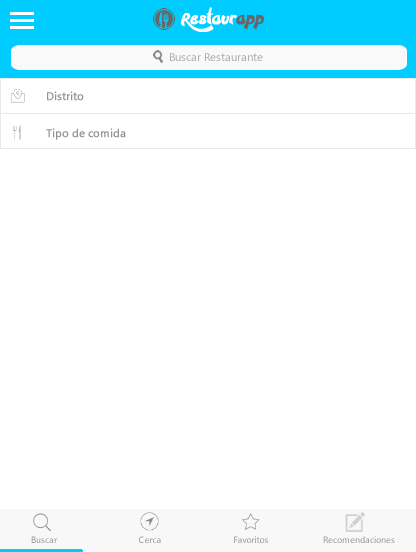 Restaurapp
Buscar Restaurante
Distrito
Tipo de comida
Buscar Cerca Favoritos Recomendaciones